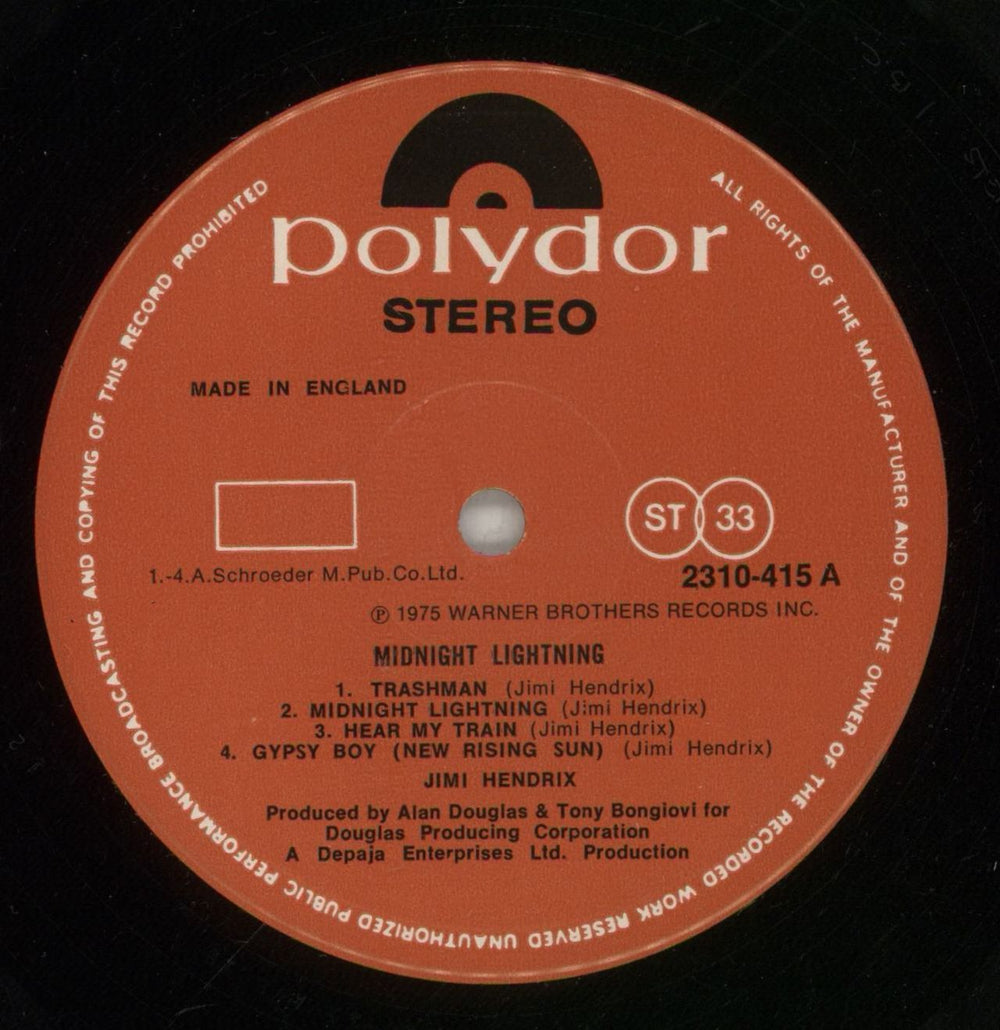 polydor
STEREO
MADE IN ENGLAND
ST 33
1.-4.A.Schroeder M.Pub.Co.Ltd.
2310-415 A
℗ 1975 WARNER BROTHERS RECORDS INC.
MIDNIGHT LIGHTNING
1. TRASHMAN (Jimi Hendrix)
2. MIDNIGHT LIGHTNING (Jimi Hendrix)
3. HEAR MY TRAIN (Jimi Hendrix)
4. GYPSY BOY (NEW RISING SUN) (Jimi Hendrix)
JIMI HENDRIX
Produced by Alan Douglas & Tony Bongiovi for
Douglas Producing Corporation
A Depaja Enterprises Ltd. Production
ALL RIGHTS OF THE MANUFACTURER AND OF THE OWNER OF THE RECORDED WORK RESERVED UNAUTHORIZED PUBLIC PERFORMANCE BROADCASTING AND COPYING OF THIS RECORD PROHIBITED